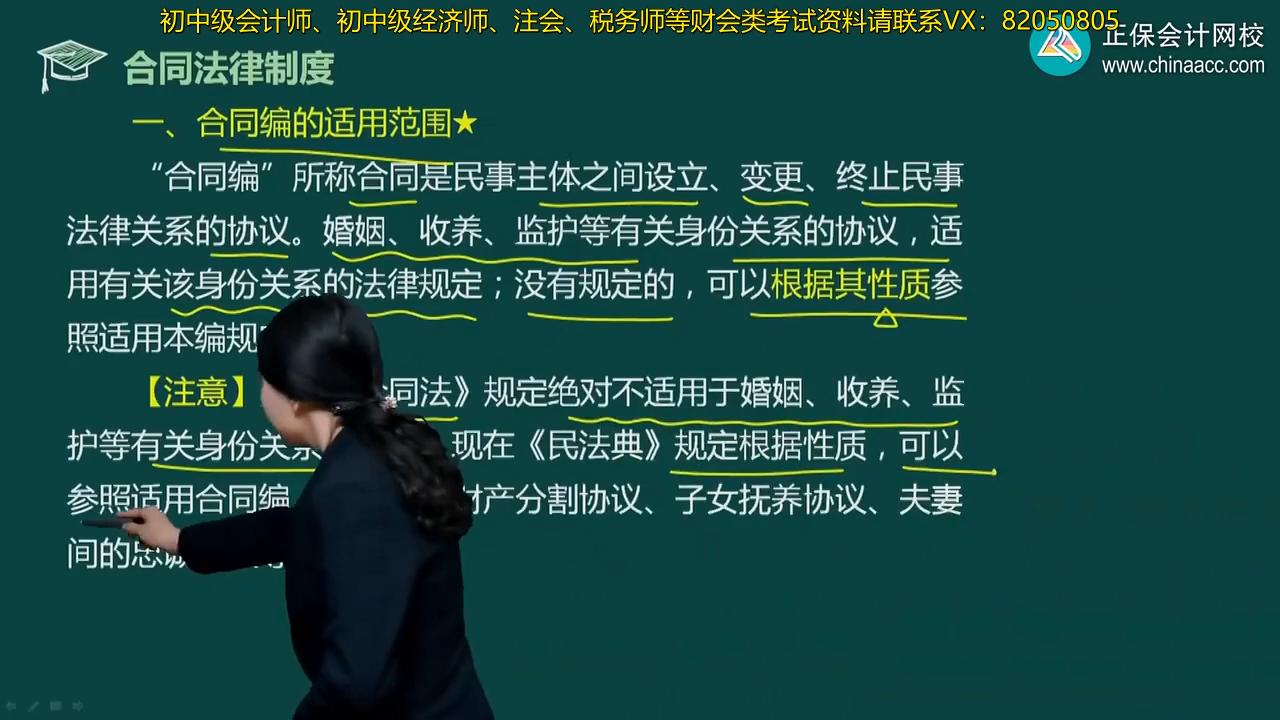 初中级会计师、初中级经济师、注会、税务师等财会类考试资料请联系VX：82050805
正保会计网校
www.chinaacc.com
合同法律制度
一、合同编的适用范围★
“合同编”所称合同是民事主体之间设立、变更、终止民事
法律关系的协议。婚姻、收养、监护等有关身份关系的协议，适
用有关该身份关系的法律规定；没有规定的，可以根据其性质参
照适用本编规
【注意】 同法》规定绝对不适用于婚姻、收养、监
护等有关身份关系 现在《民法典》规定根据性质，可以
参照适用合同编 财产分割协议、子女抚养协议、夫妻
间的忠诚